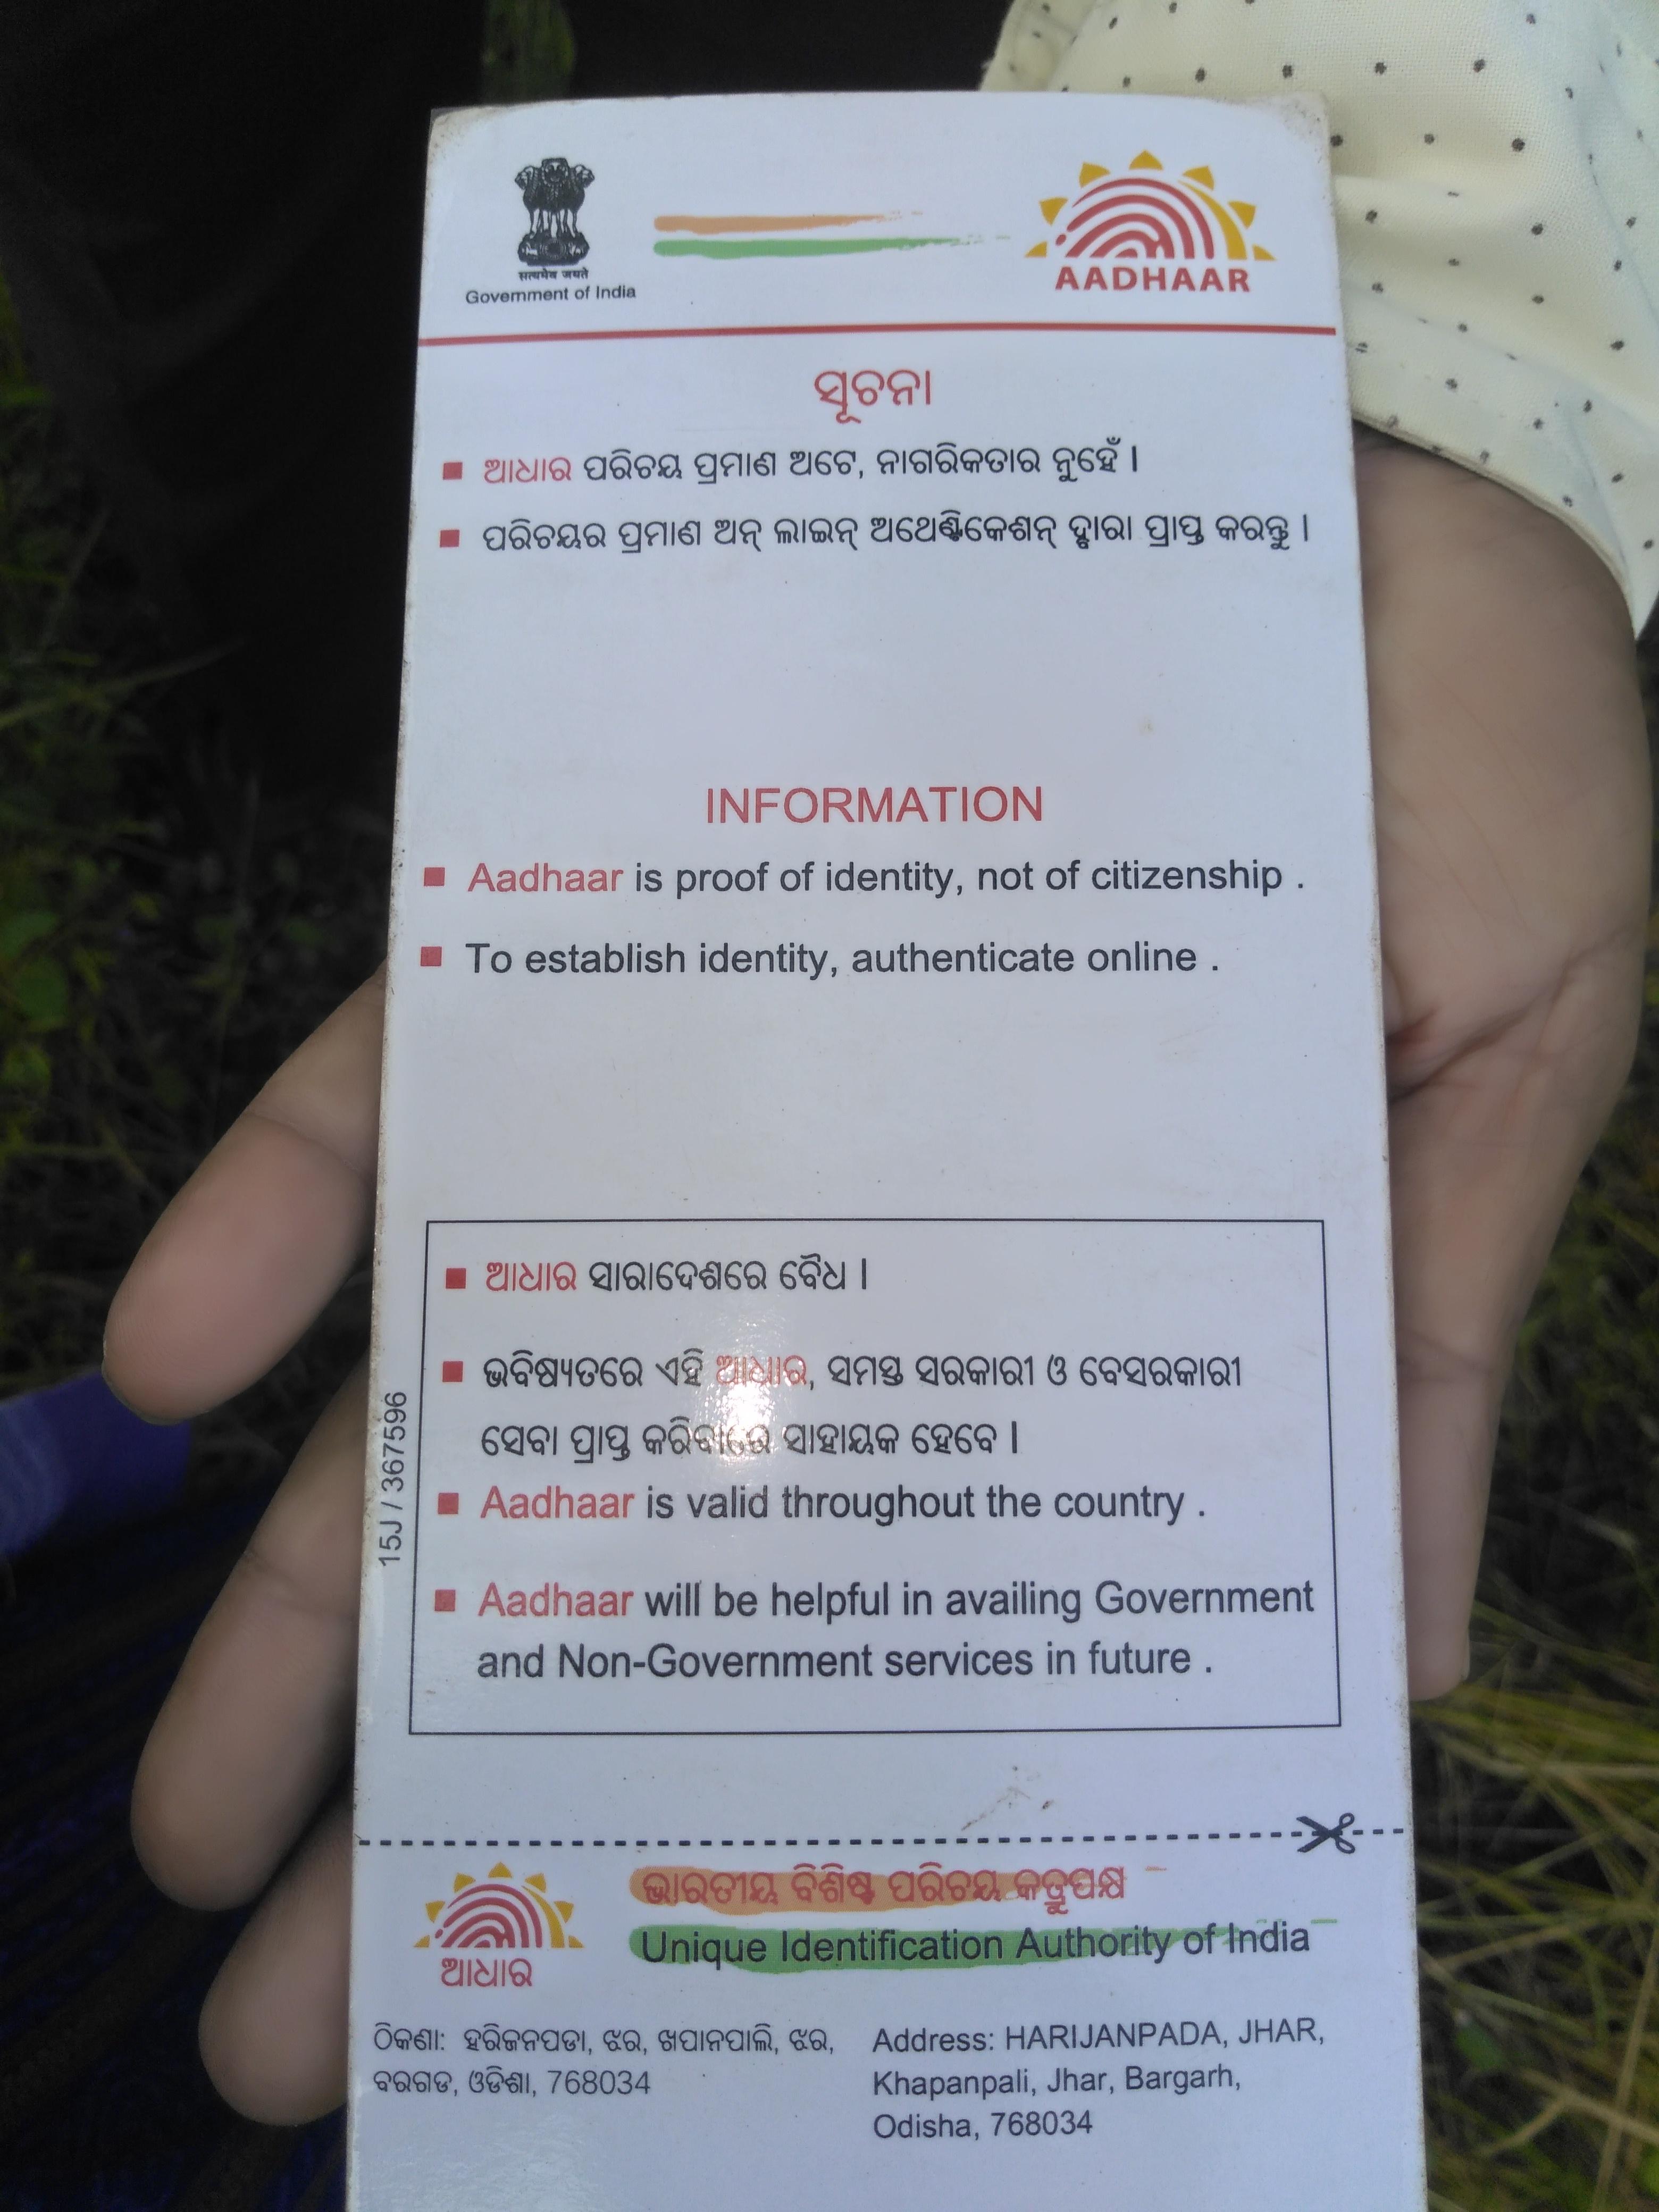 सत्यमेव जयते
Government of India
AADHAAR
ସୂଚନା
ଆଧାର ପରିଚୟ ପ୍ରମାଣ ଅଟେ, ନାଗରିକତାର ନୁହେଁ ।
ପରିଚୟର ପ୍ରମାଣ ଅନ୍ ଲାଇନ୍ ଅଥେଣ୍ଟିକେଶନ୍ ଦ୍ବାରା ପ୍ରାପ୍ତ କରନ୍ତୁ ।
INFORMATION
Aadhaar is proof of identity, not of citizenship .
To establish identity, authenticate online .
ଆଧାର ସାରାଦେଶରେ ବୈଧ ।
ଭବିଷ୍ୟତରେ ଏହି ଆଧାର, ସମସ୍ତ ସରକାରୀ ଓ ବେସରକାରୀ
ସେବା ପ୍ରାପ୍ତ କରିବାରେ ସାହାୟକ ହେବେ ।
Aadhaar is valid throughout the country .
Aadhaar will be helpful in availing Government
and Non-Government services in future .
15J / 367596
ଆଧାର
ଭାରତୀୟ ବିଶିଷ୍ଟ ପରିଚୟ କତ୍ରୁପକ୍ଷ
Unique Identification Authority of India
ଠିକଣା: ହରିଜନପଡା, ଝର, ଖପାନପାଲି, ଝର,
ବରଗଡ, ଓଡିଶା, 768034
Address: HARIJANPADA, JHAR,
Khapanpali, Jhar, Bargarh,
Odisha, 768034